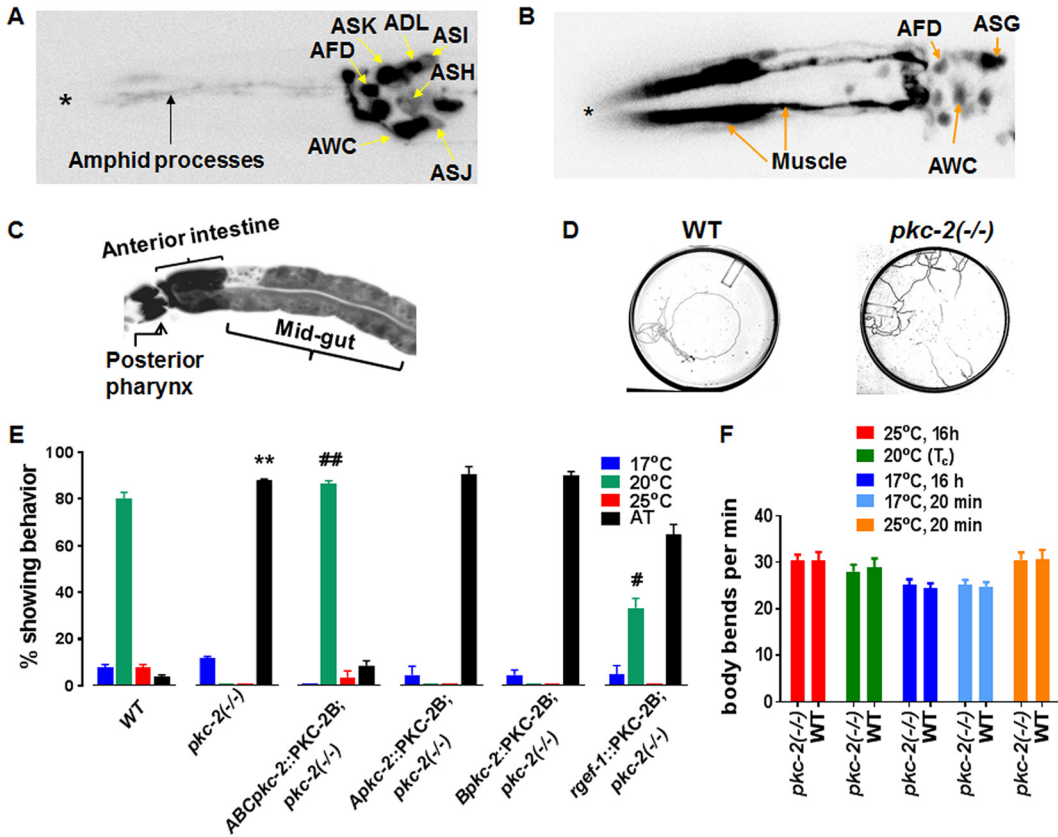 A
ASK
ADL
ASI
AFD
ASH
*
Amphid processes
AWC
ASJ
B
AFD
ASG
*
Muscle
AWC
C
Anterior intestine
Mid-gut
Posterior
pharynx
D
WT
pkc-2(-/-)
E
% showing behavior
100
80
60
40
20
0
**
##
#
17°C
20°C
25°C
AT
WT
pkc-2(-/-)
ABCpkc-2::PKC-2B;
pkc-2(-/-)
Apkc-2::PKC-2B;
pkc-2(-/-)
Bpkc-2::PKC-2B;
pkc-2(-/-)
rgef-1::PKC-2B;
pkc-2(-/-)
F
25°C, 16h
20°C (Tc)
17°C, 16 h
17°C, 20 min
25°C, 20 min
body bends per min
40
30
20
10
0
pkc-2(-/-)
WT
pkc-2(-/-)
WT
pkc-2(-/-)
WT
pkc-2(-/-)
WT
pkc-2(-/-)
WT